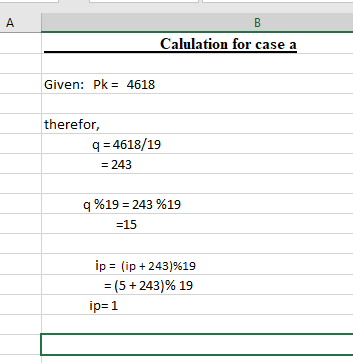 A B
Calulation for case a
Given: Pk = 4618
therefor,
q = 4618/19
= 243
q %19 = 243 %19
=15
ip = (ip + 243)%19
= (5 + 243)% 19
ip= 1